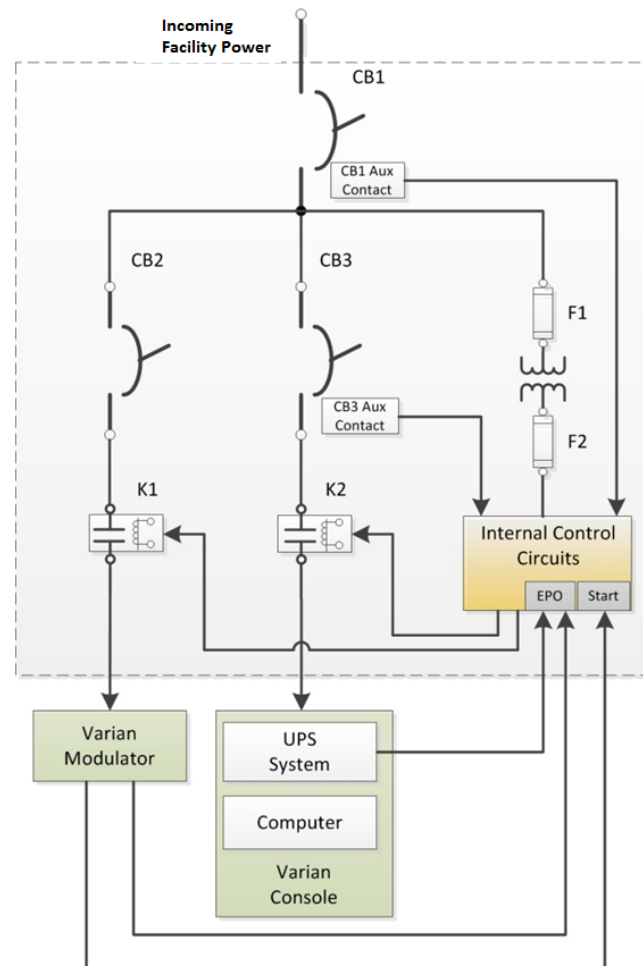 Incoming
Facility Power
CB1
CB1 Aux
Contact
CB2
CB3
F1
CB3 Aux
Contact
F2
K1
K2
Internal Control
Circuits
EPO
Start
Varian
Modulator
UPS
System
Computer
Varian
Console